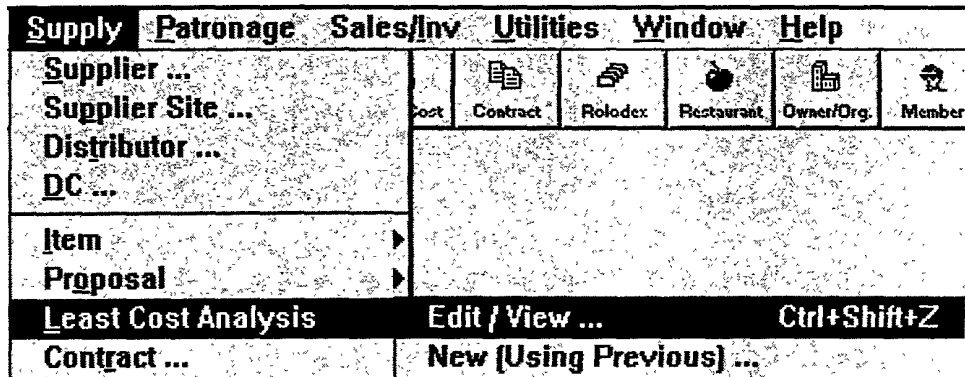 Supply Patronage Sales/Inv Utilities Window Help
Supplier ...
Supplier Site ...
Distributor ...
DC ...
Item
Proposal
Least Cost Analysis
Contract ...
Cost Contract Rolodex Restaurant Owner/Org. Member
Edit / View ... Ctrl+Shift+Z
New (Using Previous) ...